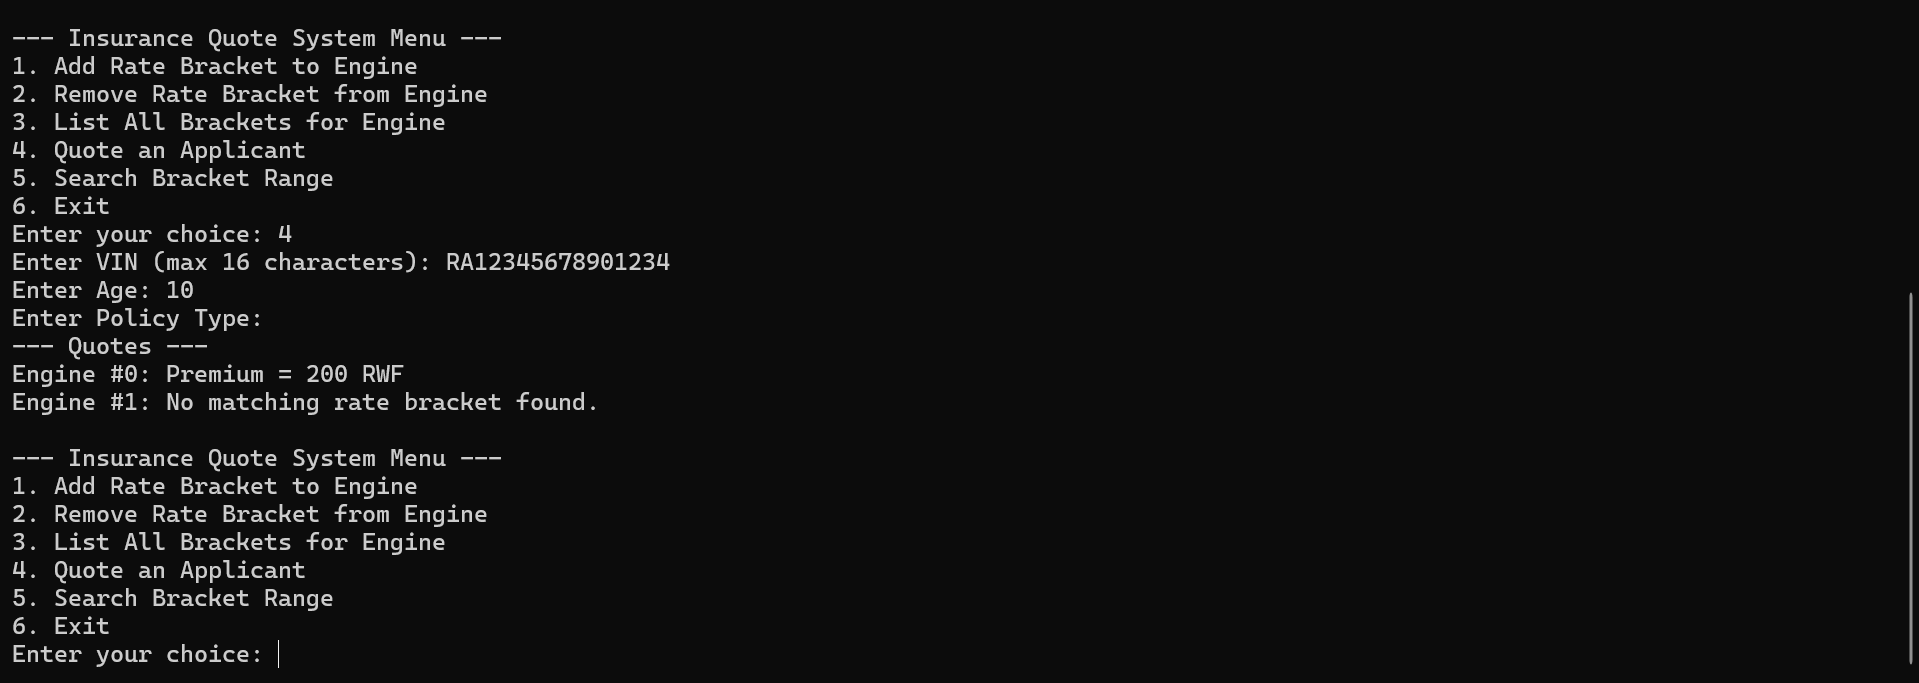 --- Insurance Quote System Menu ---
1. Add Rate Bracket to Engine
2. Remove Rate Bracket from Engine
3. List All Brackets for Engine
4. Quote an Applicant
5. Search Bracket Range
6. Exit
Enter your choice: 4
Enter VIN (max 16 characters): RA12345678901234
Enter Age: 10
Enter Policy Type:
--- Quotes ---
Engine #0: Premium = 200 RWF
Engine #1: No matching rate bracket found.
--- Insurance Quote System Menu ---
1. Add Rate Bracket to Engine
2. Remove Rate Bracket from Engine
3. List All Brackets for Engine
4. Quote an Applicant
5. Search Bracket Range
6. Exit
Enter your choice: